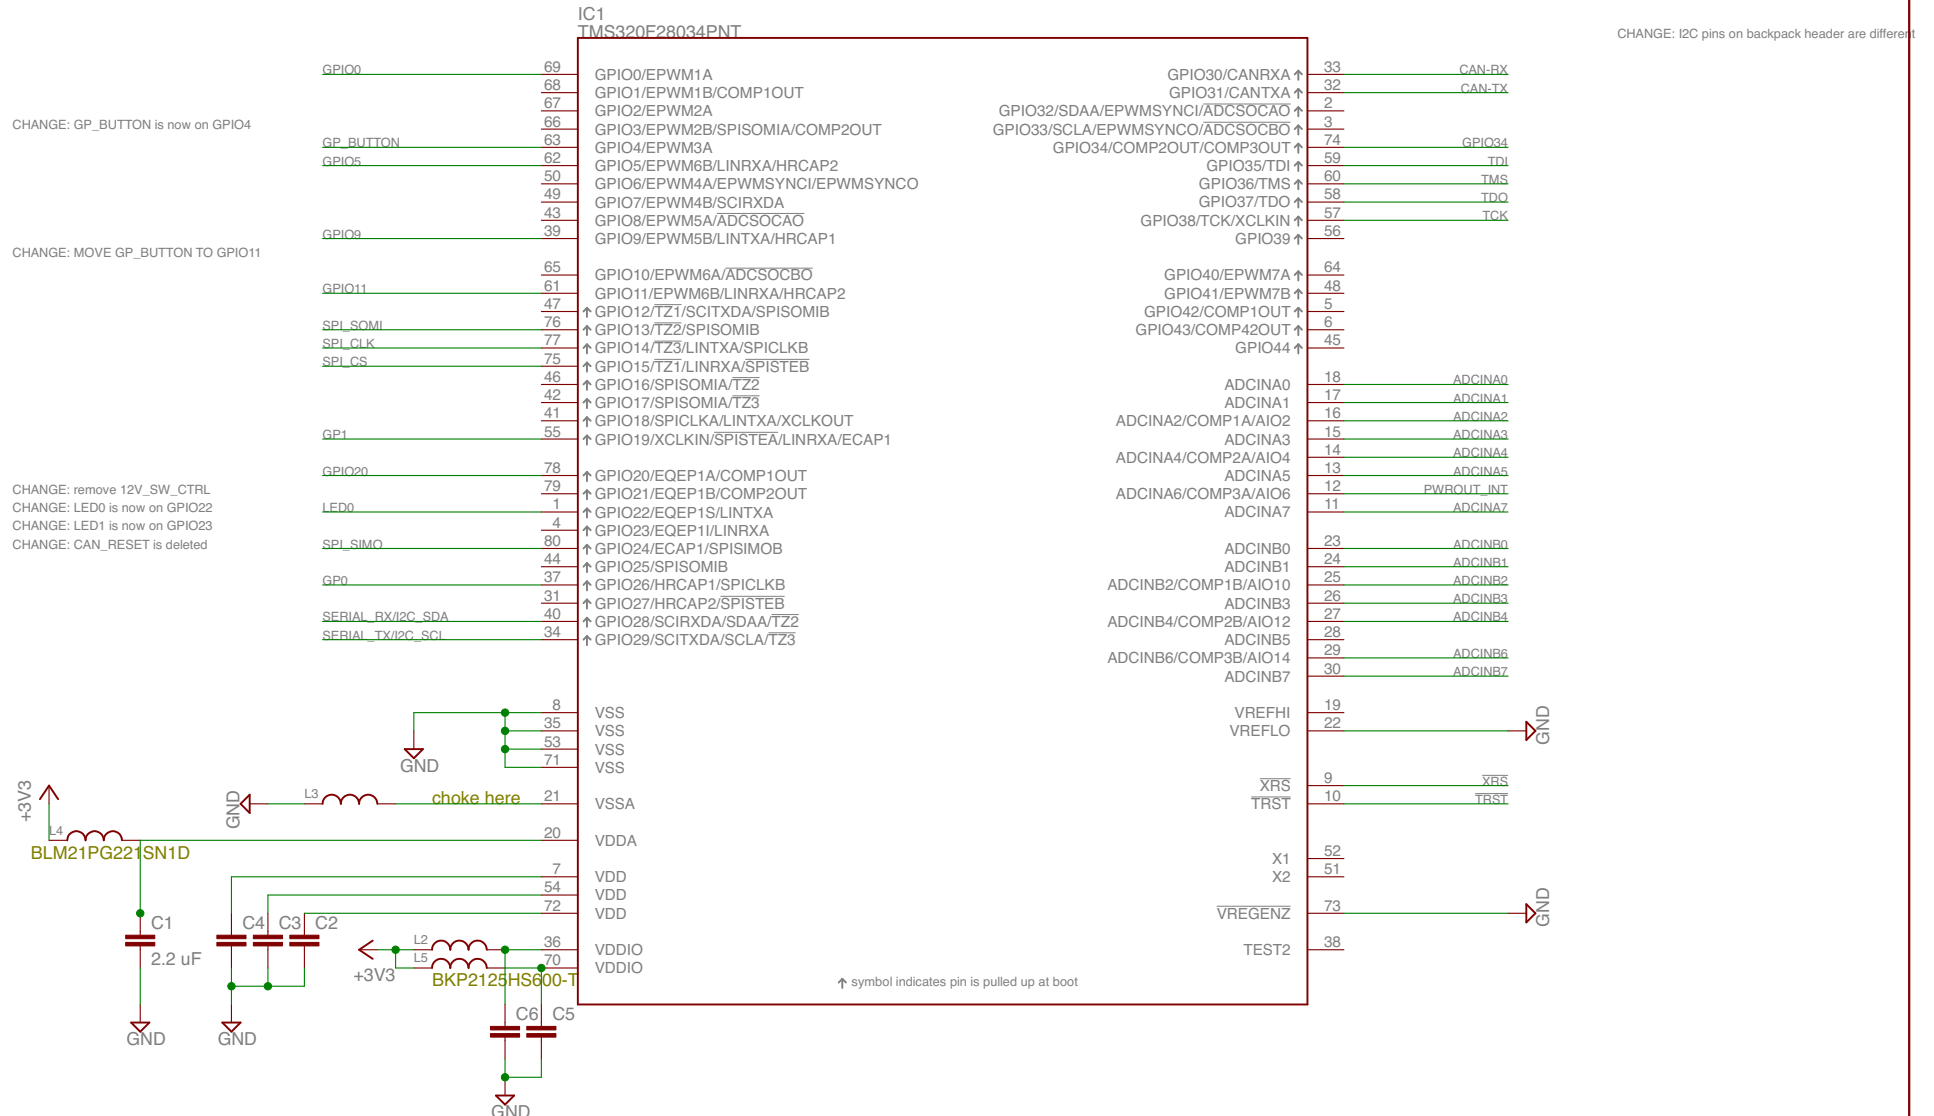 IC1
TMS320F28034PNT
CHANGE: I2C pins on backpack header are different
GPIO0 69 GPIO0/EPWM1A
68 GPIO1/EPWM1B/COMP1OUT
67 GPIO2/EPWM2A
CHANGE: GP_BUTTON is now on GPIO4
66 GPIO3/EPWM2B/SPISOMIA/COMP2OUT
GP_BUTTON 63 GPIO4/EPWM3A
GPIO5 62 GPIO5/EPWM6B/LINRXA/HRCAP2
50 GPIO6/EPWM4A/EPWMSYNCI/EPWMSYNCO
49 GPIO7/EPWM4B/SCIRXDA
43 GPIO8/EPWM5A/ADCSOCAO
GPIO9 39 GPIO9/EPWM5B/LINTXA/HRCAP1
CHANGE: MOVE GP_BUTTON TO GPIO11
65 GPIO10/EPWM6A/ADCSOCBO
GPIO11 61 GPIO11/EPWM6B/LINRXA/HRCAP2
47 ↑GPIO12/TZ1/SCITXDA/SPISOMIB
SPI_SOMI 76 ↑GPIO13/TZ2/SPISOMIB
SPI_CLK 77 ↑GPIO14/TZ3/LINTXA/SPICLKB
SPI_CS 75 ↑GPIO15/TZ1/LINRXA/SPISTEB
46 ↑GPIO16/SPISOMIA/TZ2
42 ↑GPIO17/SPISOMIA/TZ3
41 ↑GPIO18/SPICLKA/LINTXA/XCLKOUT
GP1 55 ↑GPIO19/XCLKIN/SPISTEA/LINRXA/ECAP1
GPIO20 78 ↑GPIO20/EQEP1A/COMP1OUT
CHANGE: remove 12V_SW_CTRL
79 ↑GPIO21/EQEP1B/COMP2OUT
CHANGE: LED0 is now on GPIO22
LED0 1 ↑GPIO22/EQEP1S/LINTXA
CHANGE: LED1 is now on GPIO23
4 ↑GPIO23/EQEP1I/LINRXA
CHANGE: CAN_RESET is deleted
SPI_SIMO 80 ↑GPIO24/ECAP1/SPISIMOB
44 ↑GPIO25/SPISOMIB
GP0 37 ↑GPIO26/HRCAP1/SPICLKB
31 ↑GPIO27/HRCAP2/SPISTEB
SERIAL_RX/I2C_SDA 40 ↑GPIO28/SCIRXDA/SDAA/TZ2
SERIAL_TX/I2C_SCL 34 ↑GPIO29/SCITXDA/SCLA/TZ3
8 VSS
35 VSS
53 VSS
71 VSS
GND
GND L3 choke here 21 VSSA
+3V3
L4
BLM21PG221SN1D
20 VDDA
7 VDD
54 VDD
72 VDD
C1
2.2 uF
C4 C3 C2
+3V3
L2 36 VDDIO
L5 70 VDDIO
BKP2125HS600-T
C6 C5
GND
GND
GND
GPIO30/CANRXA↑ 33 CAN-RX
GPIO31/CANTXA↑ 32 CAN-TX
GPIO32/SDAA/EPWMSYNCI/ADCSOCAO↑ 2
GPIO33/SCLA/EPWMSYNCO/ADCSOCBO↑ 3
GPIO34/COMP2OUT/COMP3OUT↑ 74 GPIO34
GPIO35/TDI↑ 59 TDI
GPIO36/TMS↑ 60 TMS
GPIO37/TDO↑ 58 TDO
GPIO38/TCK/XCLKIN↑ 57 TCK
GPIO39↑ 56
GPIO40/EPWM7A↑ 64
GPIO41/EPWM7B↑ 48
GPIO42/COMP1OUT↑ 5
GPIO43/COMP42OUT↑ 6
GPIO44↑ 45
ADCINA0 18 ADCINA0
ADCINA1 17 ADCINA1
ADCINA2/COMP1A/AIO2 16 ADCINA2
ADCINA3 15 ADCINA3
ADCINA4/COMP2A/AIO4 14 ADCINA4
ADCINA5 13 ADCINA5
ADCINA6/COMP3A/AIO6 12 PWROUT_INT
ADCINA7 11 ADCINA7
ADCINB0 23 ADCINB0
ADCINB1 24 ADCINB1
ADCINB2/COMP1B/AIO10 25 ADCINB2
ADCINB3 26 ADCINB3
ADCINB4/COMP2B/AIO12 27 ADCINB4
ADCINB5 28
ADCINB6/COMP3B/AIO14 29 ADCINB6
ADCINB7 30 ADCINB7
VREFHI 19
VREFLO 22 GND
XRS 9 XRS
TRST 10 TRST
X1 52
X2 51
VREGENZ 73 GND
TEST2 38
↑ symbol indicates pin is pulled up at boot